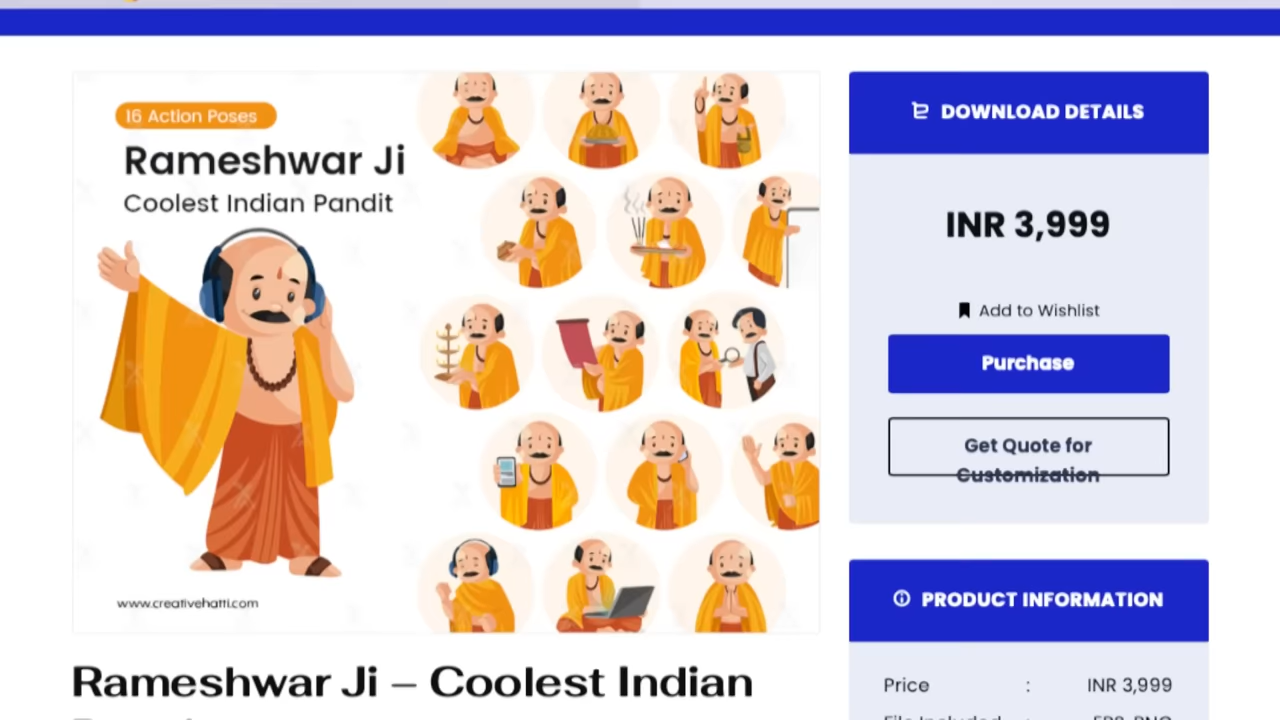 16 Action Poses
Rameshwar Ji
Coolest Indian Pandit
www.creativehatti.com
DOWNLOAD DETAILS
INR 3,999
Add to Wishlist
Purchase
Get Quote for
Customization
Rameshwar Ji – Coolest Indian
PRODUCT INFORMATION
Price : INR 3,999